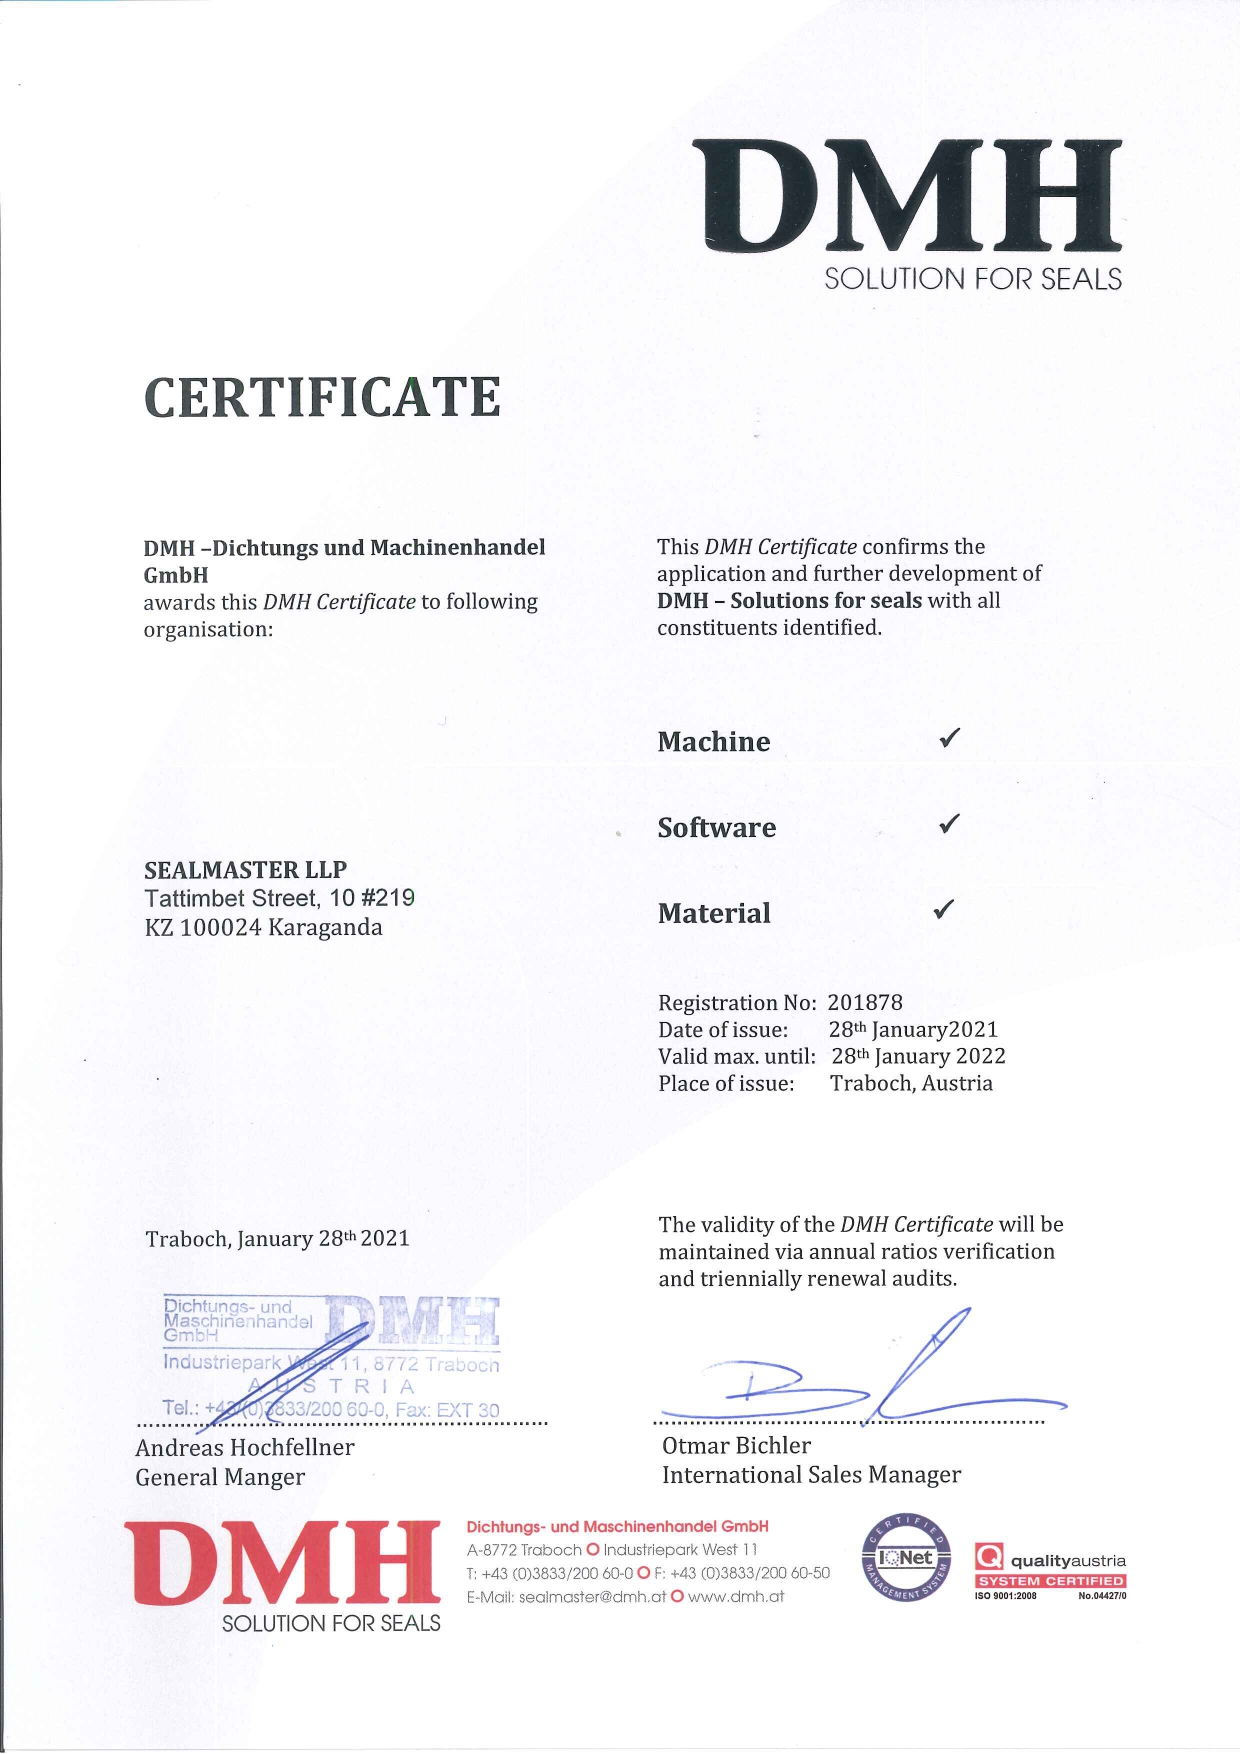 DMH
SOLUTION FOR SEALS
CERTIFICATE
DMH –Dichtungs und Machinenhandel
GmbH
awards this DMH Certificate to following
organisation:
SEALMASTER LLP
Tattimbet Street, 10 #219
KZ 100024 Karaganda
This DMH Certificate confirms the
application and further development of
DMH – Solutions for seals with all
constituents identified.
Machine ✓
Software ✓
Material ✓
Registration No: 201878
Date of issue: 28th January2021
Valid max. until: 28th January 2022
Place of issue: Traboch, Austria
Traboch, January 28th 2021
The validity of the DMH Certificate will be
maintained via annual ratios verification
and triennially renewal audits.
Dichtungs- und
Maschinenhandel
GmbH
DMH
Industriepark West 11, 8772 Traboch
AUSTRIA
Tel.: +43(0)3833/200 60-0, Fax: EXT 30
Andreas Hochfellner
General Manger
Otmar Bichler
International Sales Manager
DMH
SOLUTION FOR SEALS
Dichtungs- und Maschinenhandel GmbH
A-8772 Traboch O Industriepark West 11
T: +43 (0)3833/200 60-0 O F: +43 (0)3833/200 60-50
E-Mail: sealmaster@dmh.at O www.dmh.at
CERTIFIED
IQNet
MANAGEMENT SYSTEM
Q qualityaustria
SYSTEM CERTIFIED
ISO 9001:2008 No.04427/0